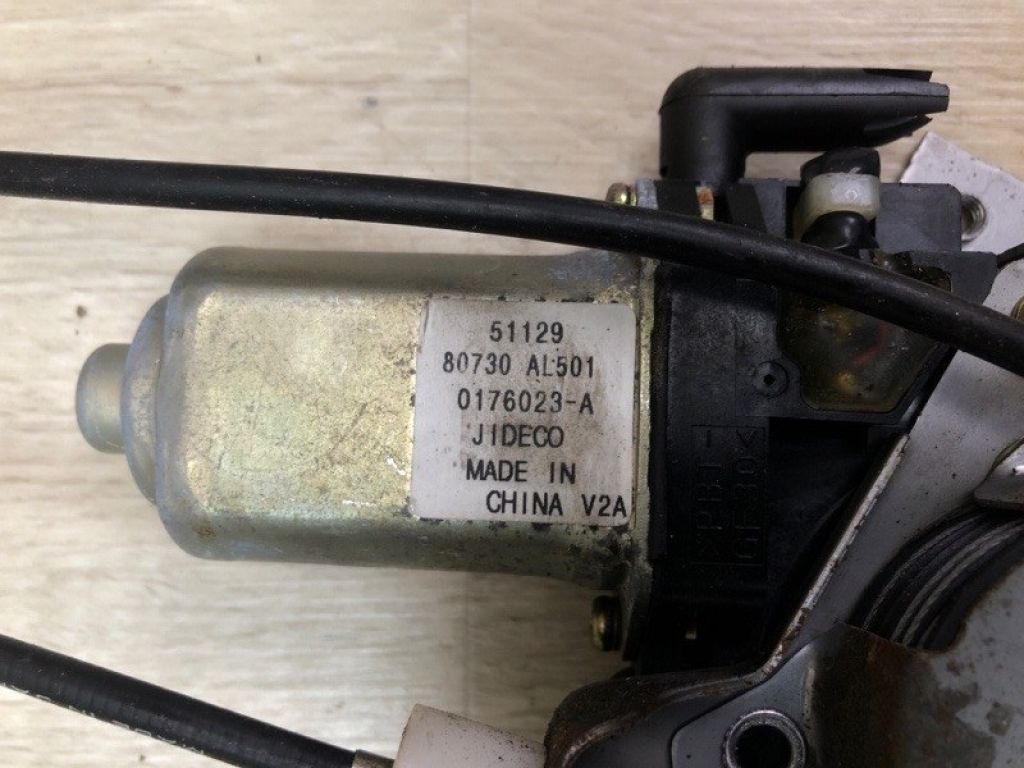 51129
80730 AL501
0176023-A
JIDECO
MADE IN
CHINA V2A